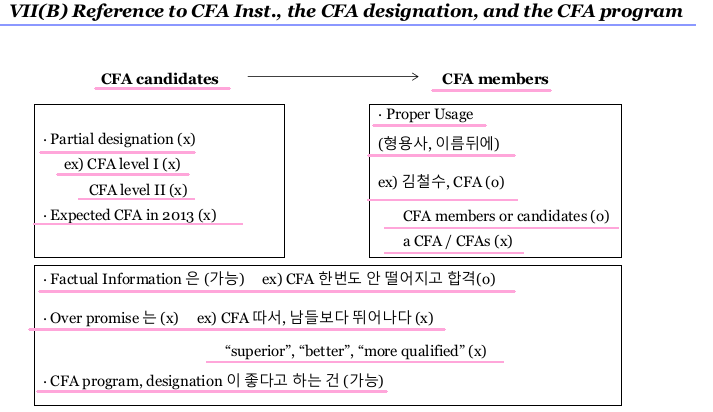 VII(B) Reference to CFA Inst., the CFA designation, and the CFA program
CFA candidates
CFA members
· Partial designation (x)
ex) CFA level I (x)
CFA level II (x)
· Expected CFA in 2013 (x)
· Proper Usage
(형용사, 이름뒤에)
ex) 김철수, CFA (o)
CFA members or candidates (o)
a CFA / CFAs (x)
· Factual Information 은 (가능) ex) CFA 한번도 안 떨어지고 합격(o)
· Over promise 는 (x) ex) CFA 따서, 남들보다 뛰어나다 (x)
“superior”, “better”, “more qualified” (x)
· CFA program, designation 이 좋다고 하는 건 (가능)